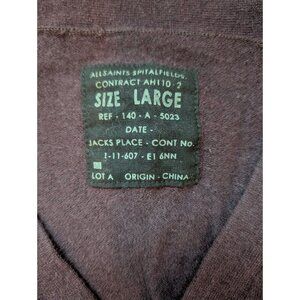 ALLSAINTS SPITALFIELDS.
CONTRACT AH110-2
SIZE LARGE
REF - 140 - A - 5023
DATE -
JACKS PLACE - CONT No.
1-11-607 - E1 6NN
LOT A ORIGIN - CHINA